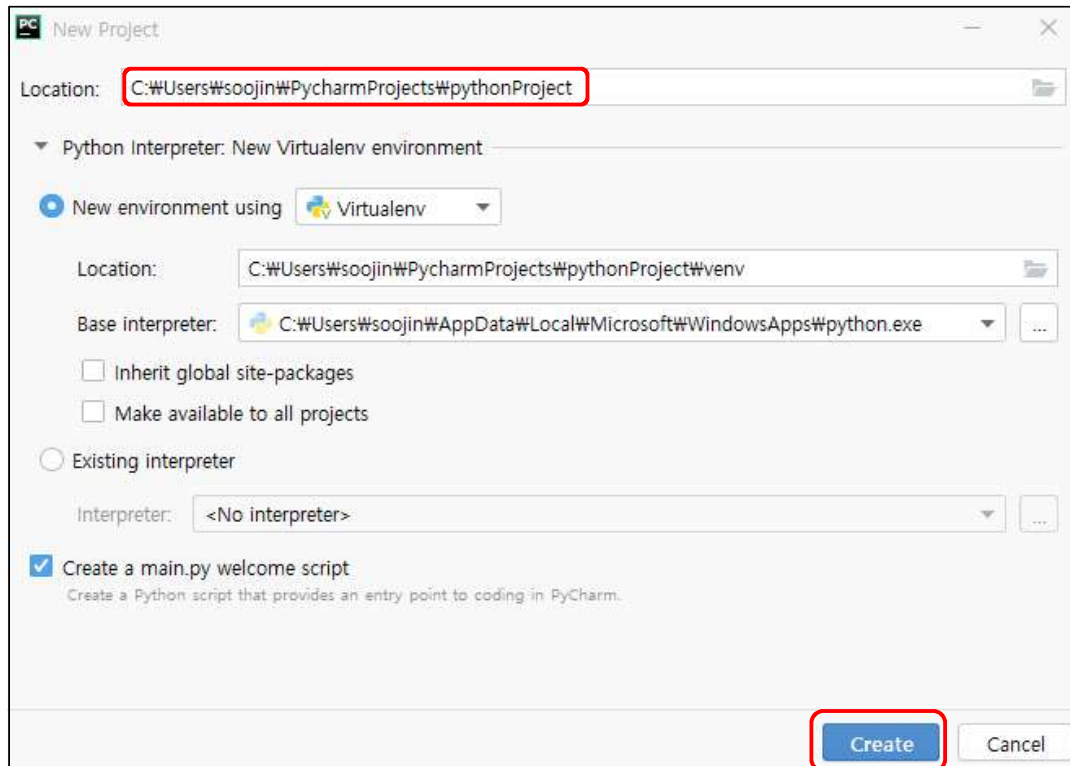 PC New Project
Location: C:₩Users₩soojin₩PycharmProjects₩pythonProject
Python Interpreter: New Virtualenv environment
New environment using Virtualenv
Location: C:₩Users₩soojin₩PycharmProjects₩pythonProject₩venv
Base interpreter: C:₩Users₩soojin₩AppData₩Local₩Microsoft₩WindowsApps₩python.exe ...
Inherit global site-packages
Make available to all projects
Existing interpreter
Interpreter: <No interpreter> ...
Create a main.py welcome script
Create a Python script that provides an entry point to coding in PyCharm.
Create Cancel